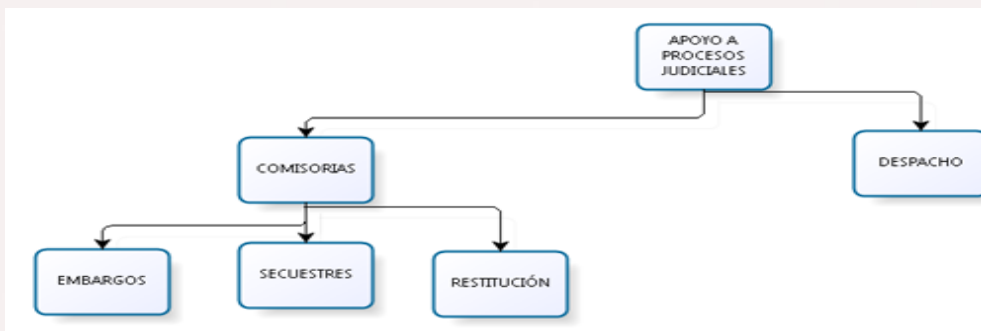 APOYO A
PROCESOS
JUDICIALES
COMISORIAS
DESPACHO
EMBARGOS
SECUESTRES
RESTITUCIÓN